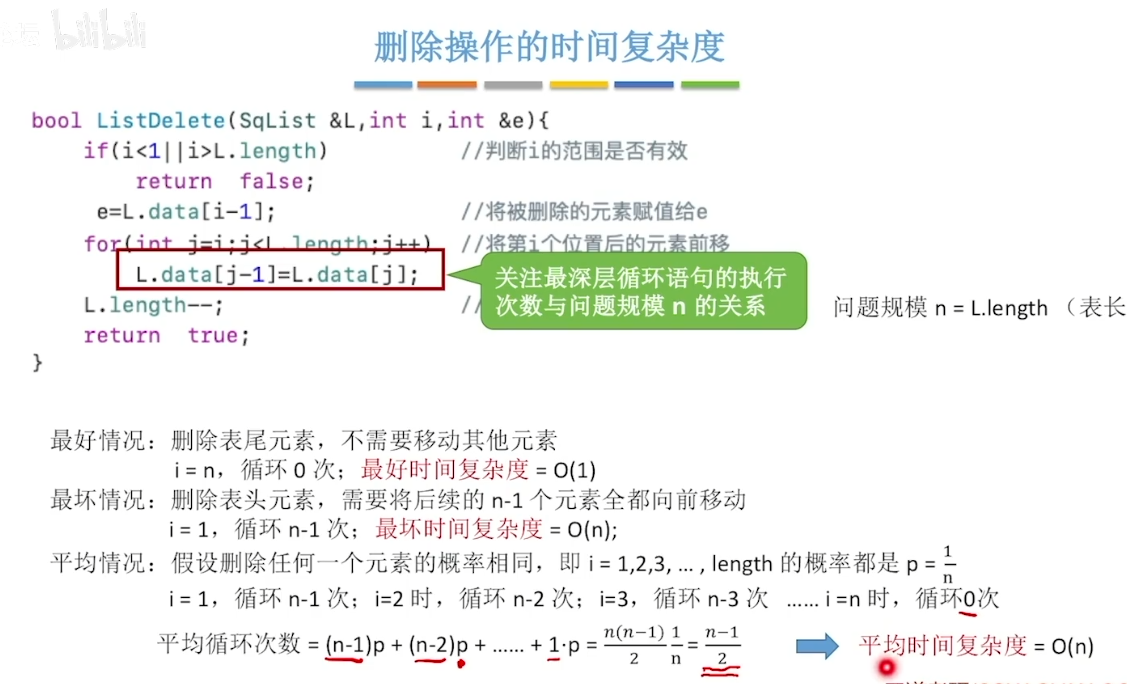 bilibili
删除操作的时间复杂度
bool ListDelete(SqList &L,int i,int &e){
if(i<1||i>L.length) //判断i的范围是否有效
return false;
e=L.data[i-1]; //将被删除的元素赋值给e
for(int j=i;j<L.length;j++) //将第i个位置后的元素前移
L.data[j-1]=L.data[j];
关注最深层循环语句的执行
次数与问题规模 n 的关系
L.length--; //
问题规模 n = L.length （表长
return true;
}
最好情况：删除表尾元素，不需要移动其他元素
i = n，循环 0 次；最好时间复杂度 = O(1)
最坏情况：删除表头元素，需要将后续的 n-1 个元素全都向前移动
i = 1，循环 n-1 次；最坏时间复杂度 = O(n);
平均情况：假设删除任何一个元素的概率相同，即 i = 1,2,3, … , length 的概率都是 p = 1/n
i = 1，循环 n-1 次；i=2 时，循环 n-2 次；i=3，循环 n-3 次 …… i =n 时，循环0次
平均循环次数 = (n-1)p + (n-2)p + …… + 1·p = n(n−1)/2 1/n = n−1/2
平均时间复杂度 = O(n)